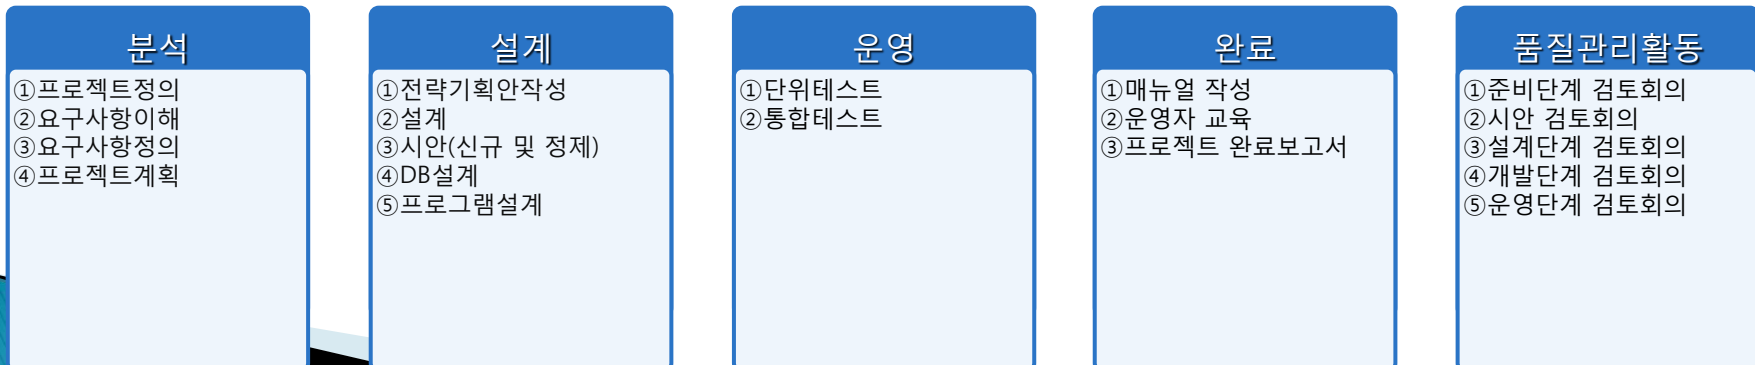 분석
①프로젝트정의
②요구사항이해
③요구사항정의
④프로젝트계획
설계
①전략기획안작성
②설계
③시안(신규 및 정제)
④DB설계
⑤프로그램설계
운영
①단위테스트
②통합테스트
완료
①매뉴얼 작성
②운영자 교육
③프로젝트 완료보고서
품질관리활동
①준비단계 검토회의
②시안 검토회의
③설계단계 검토회의
④개발단계 검토회의
⑤운영단계 검토회의